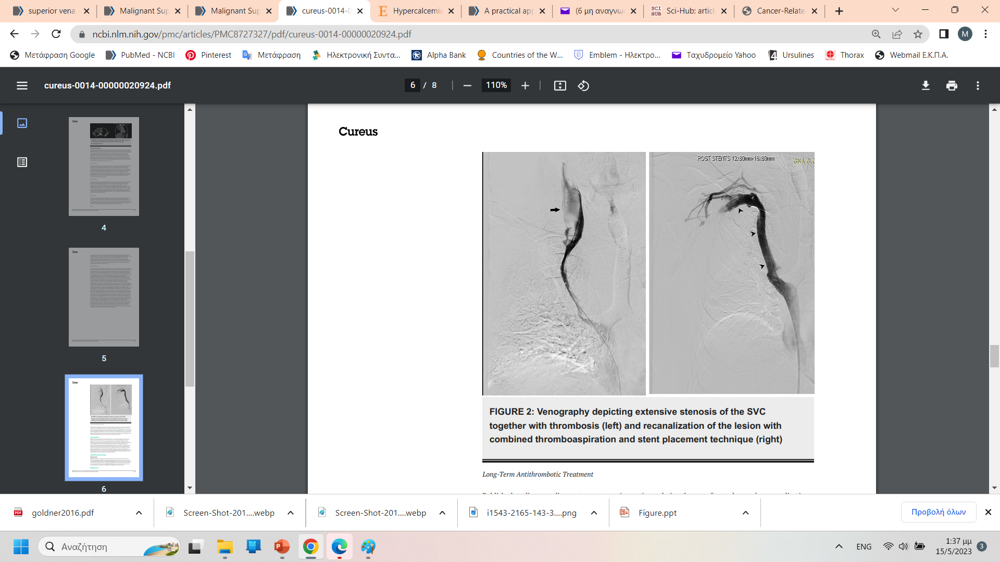 superior vena
Malignant Sup
Malignant Sup
cureus-0014-0
Hypercalcemia
A practical app
(6 μη αναγνω
SCI
HUB
Sci-Hub: articl
Cancer-Relate
ncbi.nlm.nih.gov/pmc/articles/PMC8727327/pdf/cureus-0014-00000020924.pdf
M
Μετάφραση Google
PubMed - NCBI
Pinterest
Μετάφραση
Ηλεκτρονική Συντα...
Alpha Bank
Countries of the W...
Emblem - Ηλεκτρο...
Ταχυδρομείο Yahoo
Ursulines
Thorax
Webmail Ε.Κ.Π.Α.
cureus-0014-00000020924.pdf
6 / 8
110%
4
5
6
Cureus
POST STENTS 12x80mm-16x80mm
GNA G.G
FIGURE 2: Venography depicting extensive stenosis of the SVC
together with thrombosis (left) and recanalization of the lesion with
combined thromboaspiration and stent placement technique (right)
Long-Term Antithrombotic Treatment
goldner2016.pdf
Screen-Shot-201....webp
Screen-Shot-201....webp
i1543-2165-143-3....png
Figure.ppt
Προβολή όλων
Αναζήτηση
ENG
1:37 μμ
15/5/2023
3